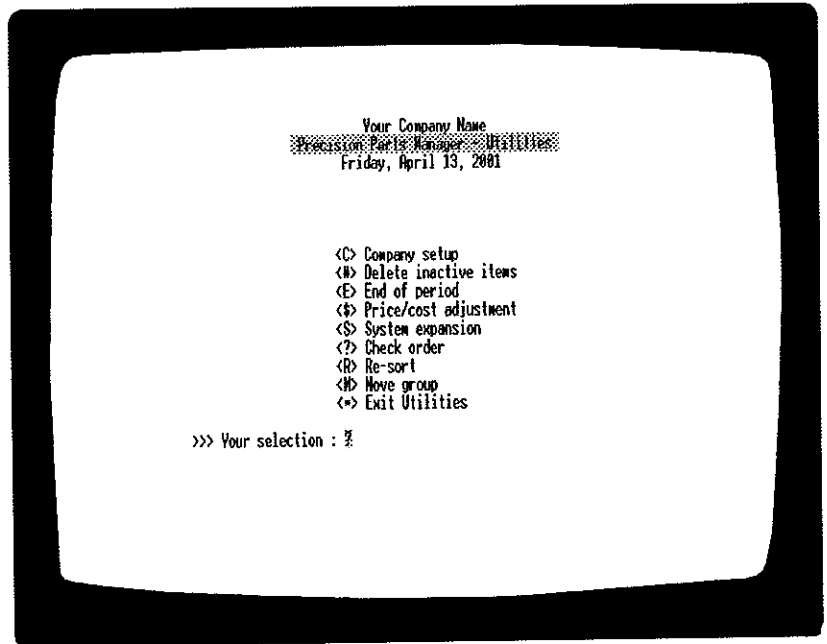 Your Company Name
Precision Parts Manager - Utilities
Friday, April 13, 2001
<C> Company setup
<#> Delete inactive items
<E> End of period
<$> Price/cost adjustment
<S> System expansion
<?> Check order
<R> Re-sort
<M> Move group
<*> Exit Utilities
>>> Your selection : ?